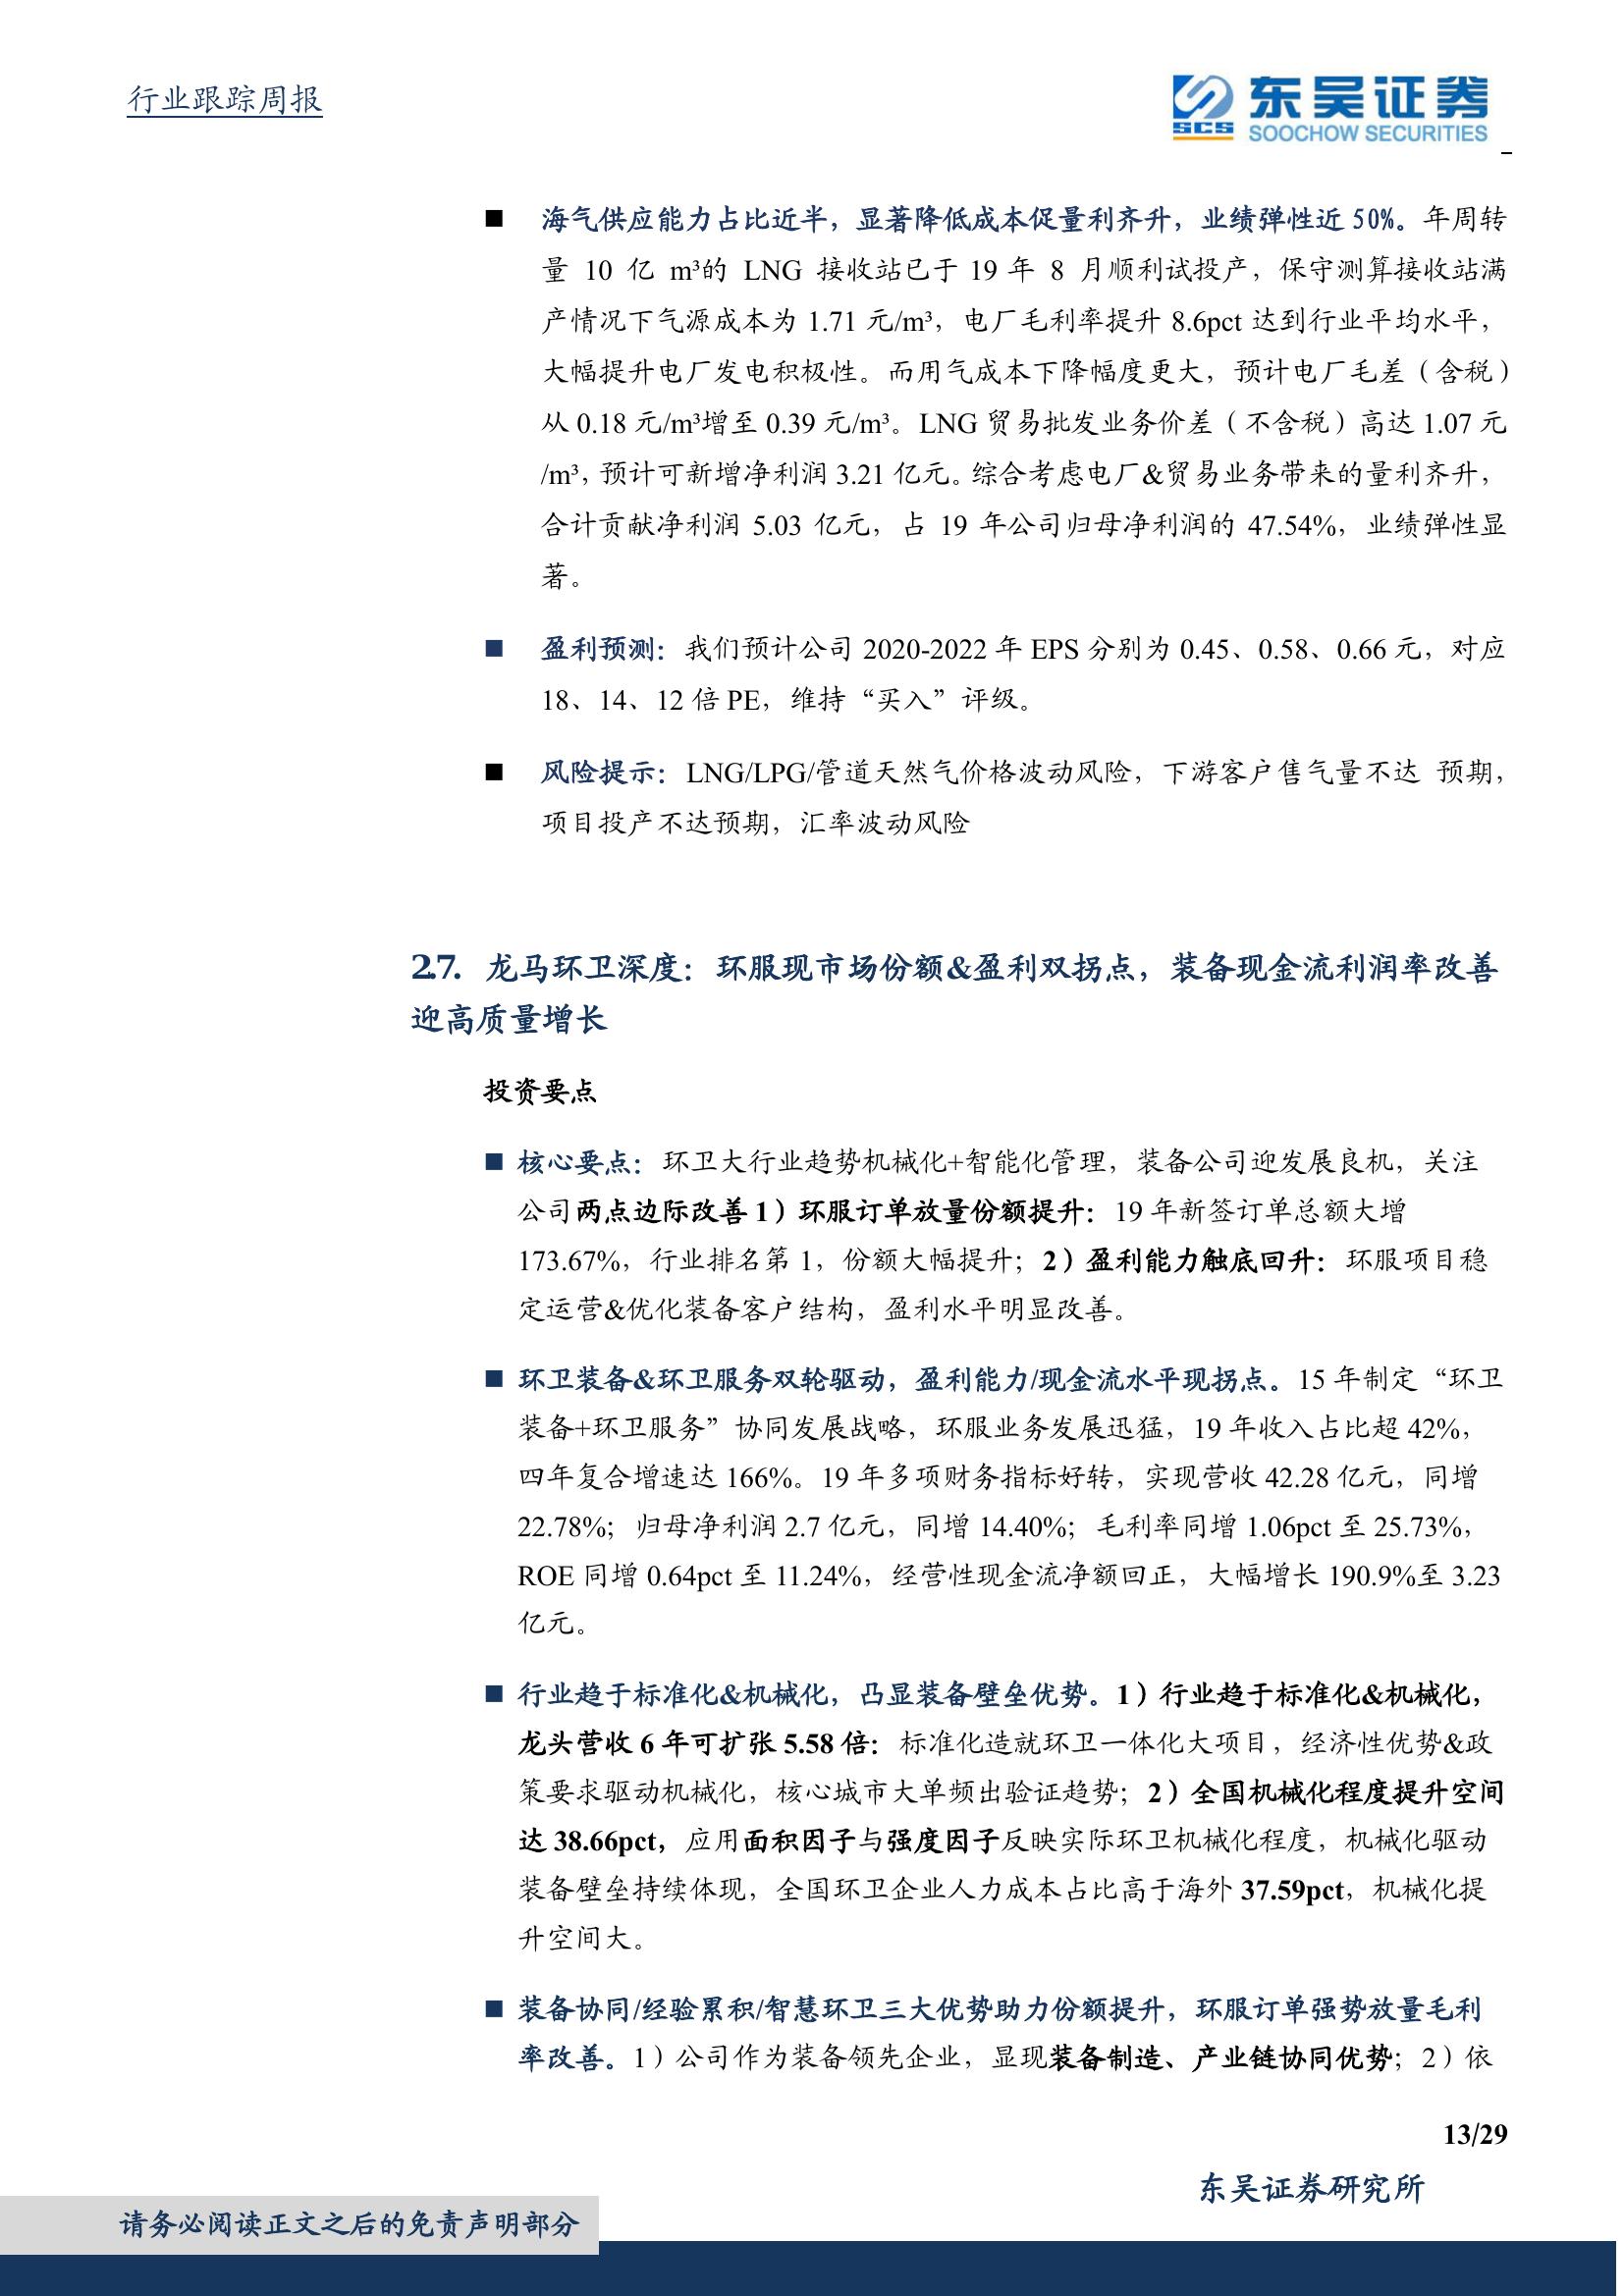 行业跟踪周报
SCS
东吴证券
SOOCHOW SECURITIES
■ 海气供应能力占比近半，显著降低成本促量利齐升，业绩弹性近 50%。年周转
量 10 亿 m³的 LNG 接收站已于 19 年 8 月顺利试投产，保守测算接收站满
产情况下气源成本为 1.71 元/m³，电厂毛利率提升 8.6pct 达到行业平均水平，
大幅提升电厂发电积极性。而用气成本下降幅度更大，预计电厂毛差（含税）
从 0.18 元/m³增至 0.39 元/m³。LNG 贸易批发业务价差（不含税）高达 1.07 元
/m³，预计可新增净利润 3.21 亿元。综合考虑电厂&贸易业务带来的量利齐升，
合计贡献净利润 5.03 亿元，占 19 年公司归母净利润的 47.54%，业绩弹性显
著。
■ 盈利预测：我们预计公司 2020-2022 年 EPS 分别为 0.45、0.58、0.66 元，对应
18、14、12 倍 PE，维持“买入”评级。
■ 风险提示：LNG/LPG/管道天然气价格波动风险，下游客户售气量不达 预期，
项目投产不达预期，汇率波动风险
2.7. 龙马环卫深度：环服现市场份额&盈利双拐点，装备现金流利润率改善
迎高质量增长
投资要点
■ 核心要点：环卫大行业趋势机械化+智能化管理，装备公司迎发展良机，关注
公司两点边际改善 1）环服订单放量份额提升：19 年新签订单总额大增
173.67%，行业排名第 1，份额大幅提升；2）盈利能力触底回升：环服项目稳
定运营&优化装备客户结构，盈利水平明显改善。
■ 环卫装备&环卫服务双轮驱动，盈利能力/现金流水平现拐点。15 年制定“环卫
装备+环卫服务”协同发展战略，环服业务发展迅猛，19 年收入占比超 42%，
四年复合增速达 166%。19 年多项财务指标好转，实现营收 42.28 亿元，同增
22.78%；归母净利润 2.7 亿元，同增 14.40%；毛利率同增 1.06pct 至 25.73%，
ROE 同增 0.64pct 至 11.24%，经营性现金流净额回正，大幅增长 190.9%至 3.23
亿元。
■ 行业趋于标准化&机械化，凸显装备壁垒优势。1）行业趋于标准化&机械化，
龙头营收 6 年可扩张 5.58 倍：标准化造就环卫一体化大项目，经济性优势&政
策要求驱动机械化，核心城市大单频出验证趋势；2）全国机械化程度提升空间
达 38.66pct，应用面积因子与强度因子反映实际环卫机械化程度，机械化驱动
装备壁垒持续体现，全国环卫企业人力成本占比高于海外 37.59pct，机械化提
升空间大。
■ 装备协同/经验累积/智慧环卫三大优势助力份额提升，环服订单强势放量毛利
率改善。1）公司作为装备领先企业，显现装备制造、产业链协同优势；2）依
13/29
东吴证券研究所
请务必阅读正文之后的免责声明部分